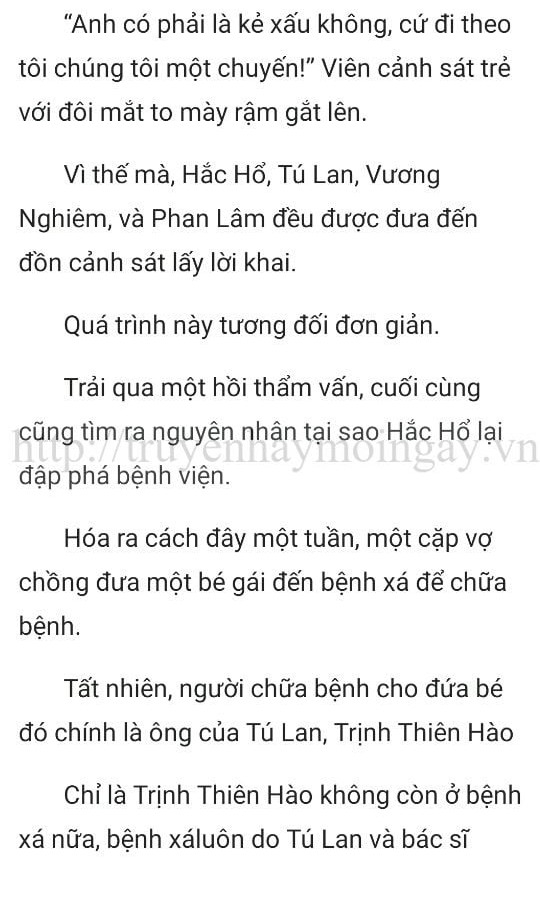 “Anh có phải là kẻ xấu không, cứ đi theo
tôi chúng tôi một chuyến!” Viên cảnh sát trẻ
với đôi mắt to mày rậm gắt lên.
Vì thế mà, Hắc Hổ, Tú Lan, Vương
Nghiêm, và Phan Lâm đều được đưa đến
đồn cảnh sát lấy lời khai.
Quá trình này tương đối đơn giản.
Trải qua một hồi thẩm vấn, cuối cùng
cũng tìm ra nguyên nhân tại sao Hắc Hổ lại
http://truyenhaymoingay.vn
đập phá bệnh viện.
Hóa ra cách đây một tuần, một cặp vợ
chồng đưa một bé gái đến bệnh xá để chữa
bệnh.
Tất nhiên, người chữa bệnh cho đứa bé
đó chính là ông của Tú Lan, Trịnh Thiên Hào
Chỉ là Trịnh Thiên Hào không còn ở bệnh
xá nữa, bệnh xáluôn do Tú Lan và bác sĩ